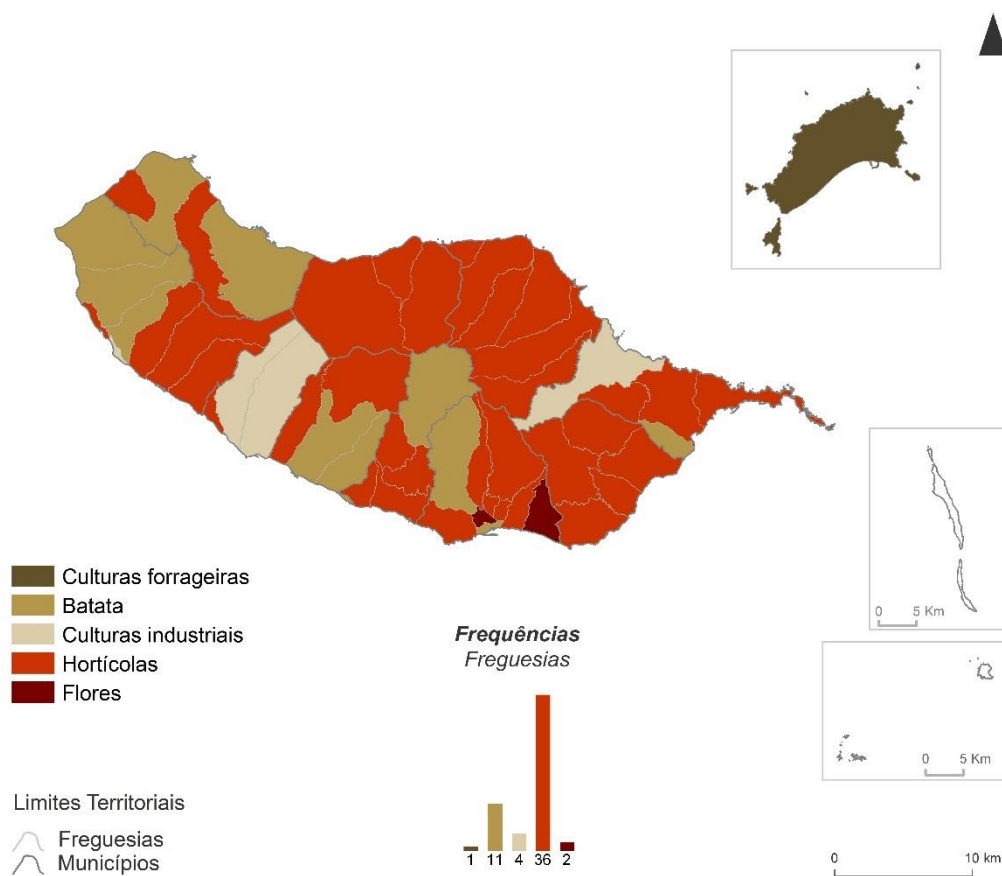 Culturas forrageiras
Batata
Culturas industriais
Hortícolas
Flores
Limites Territoriais
Freguesias
Municípios
Frequências
Freguesias
1 11 4 36 2
0 5 Km
0 5 Km
0 10 km